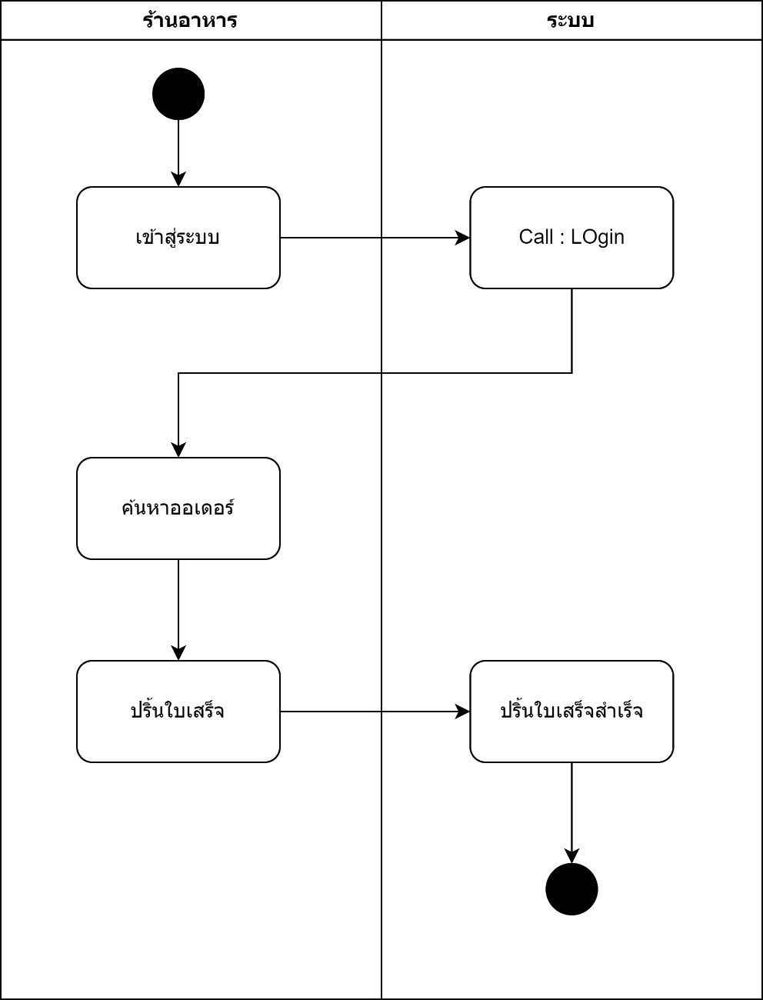 ร้านอาหาร
ระบบ
เข้าสู่ระบบ
Call : LOgin
ค้นหาออเดอร์
ปริ้นใบเสร็จ
ปริ้นใบเสร็จสำเร็จ